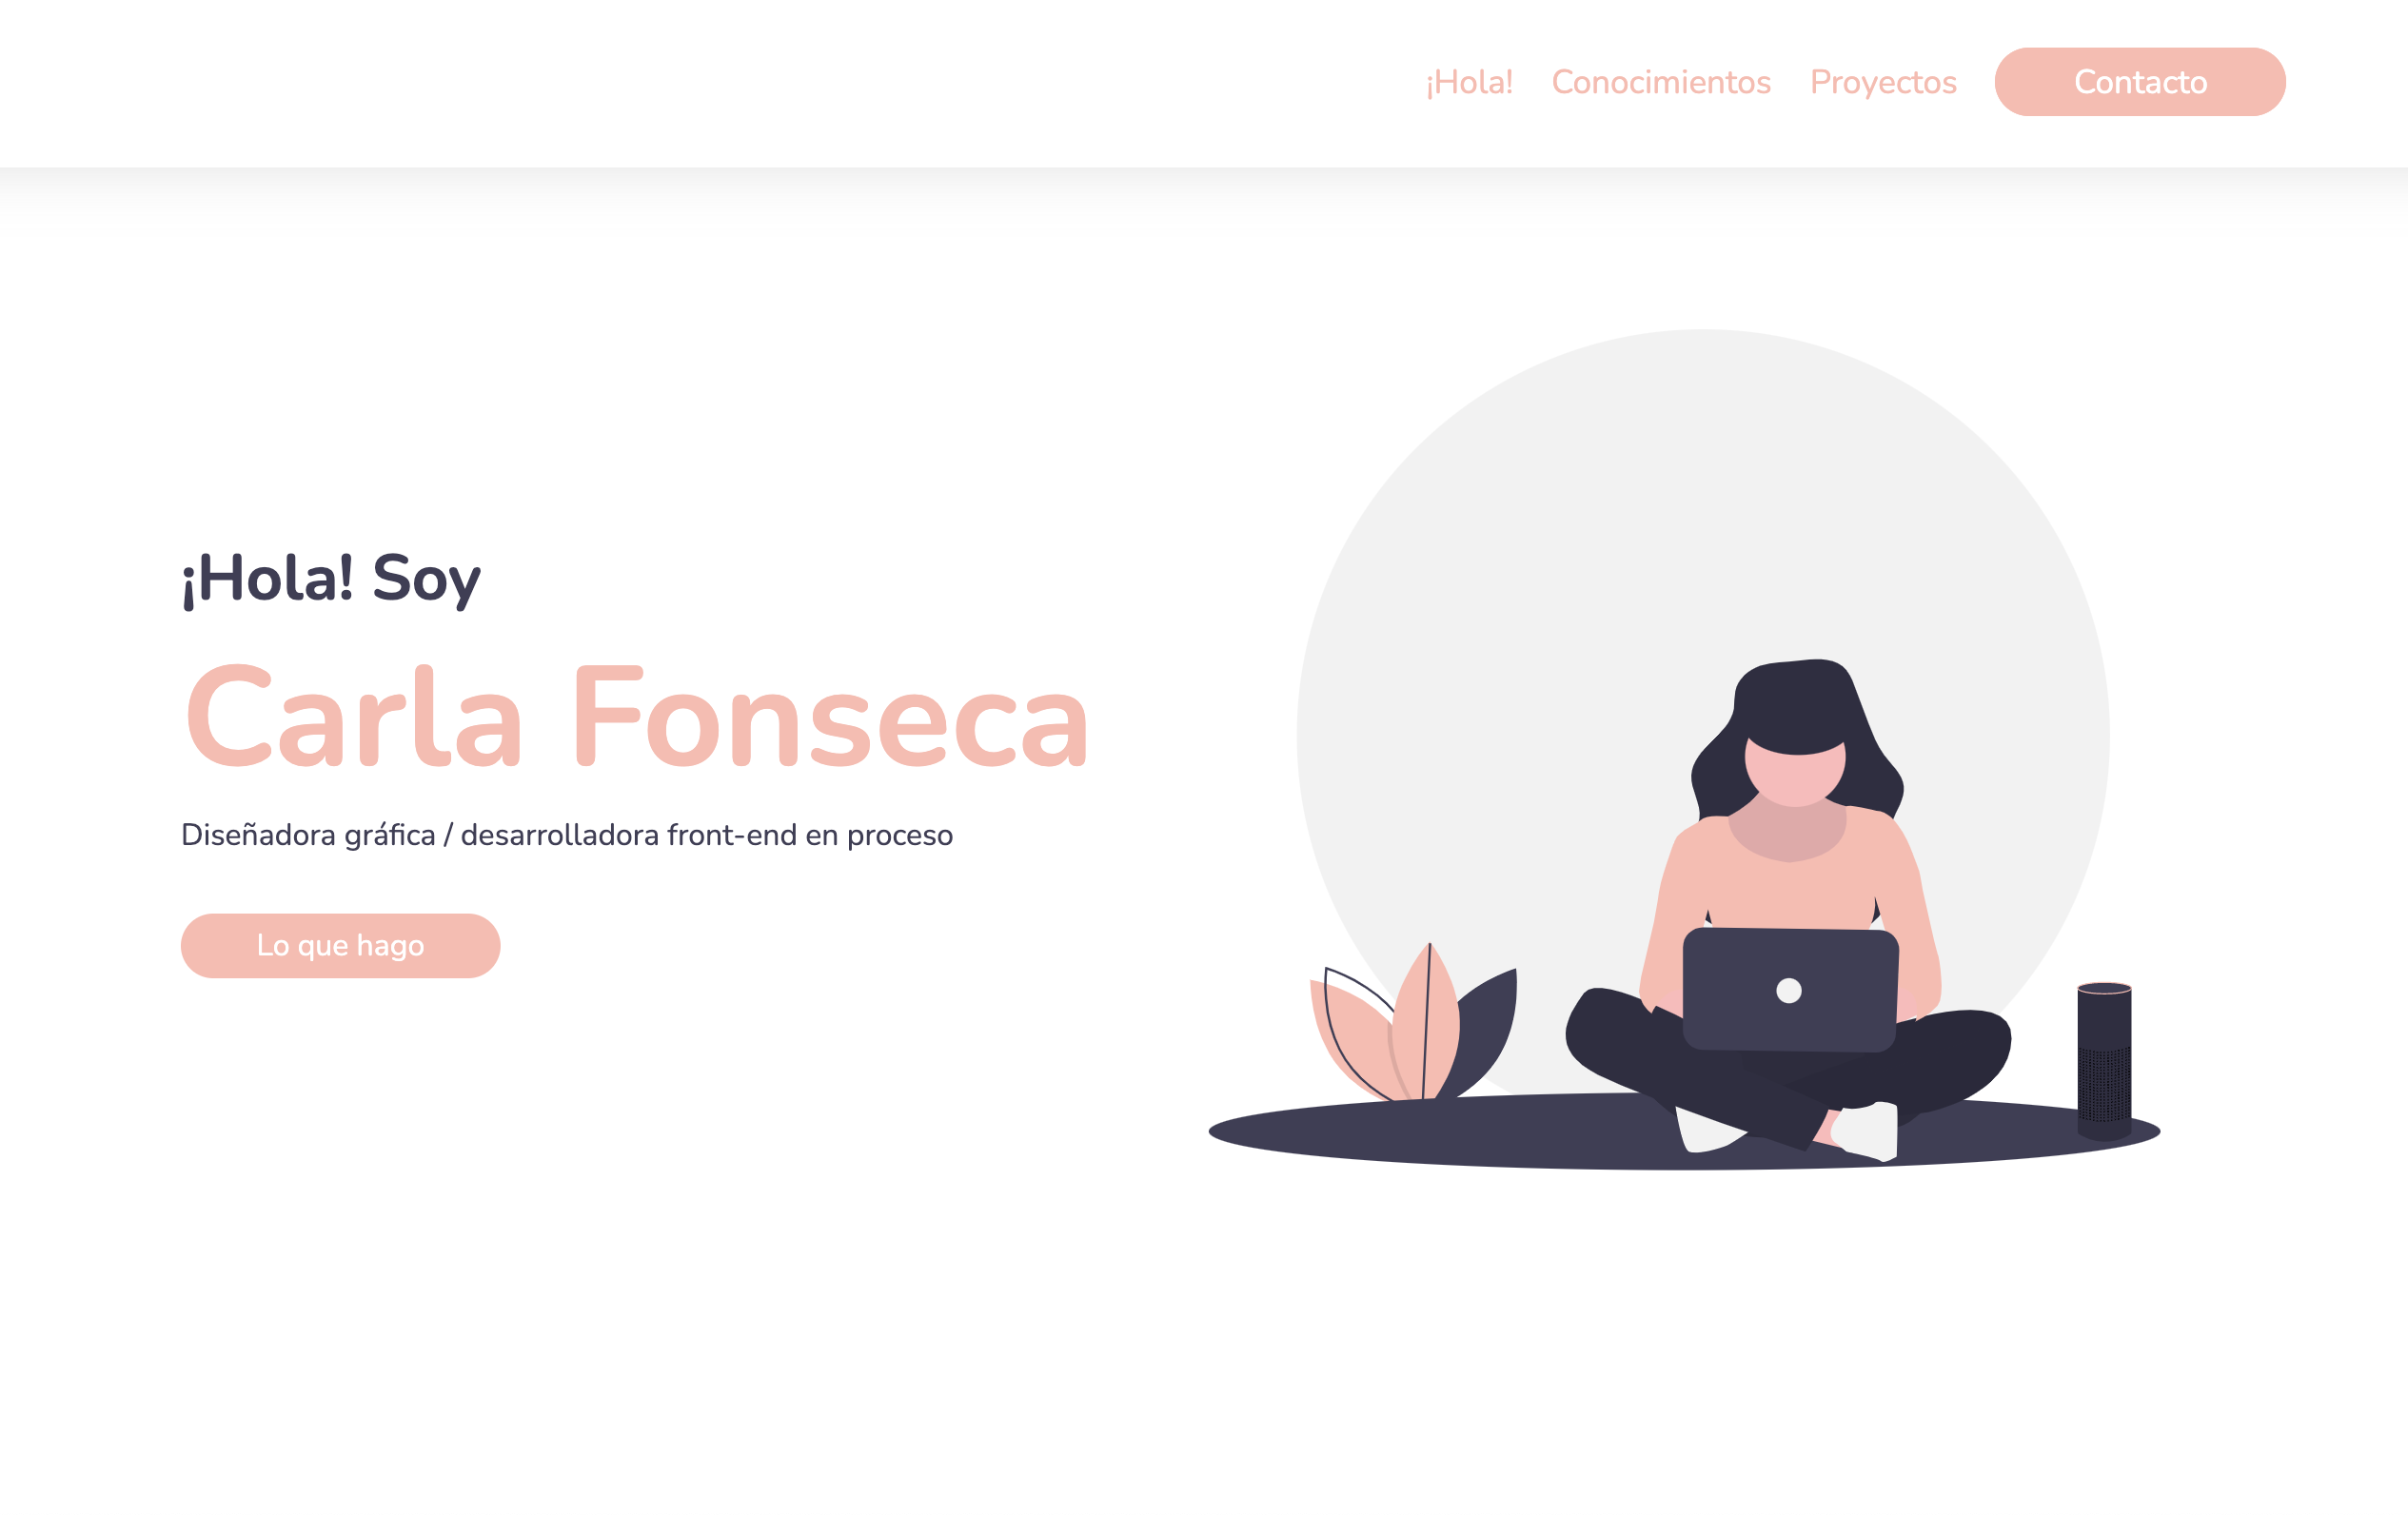 ¡Hola! Conocimientos Proyectos Contacto
¡Hola! Soy
Carla Fonseca
Diseñadora gráfica / desarrolladora front-end en proceso
Lo que hago